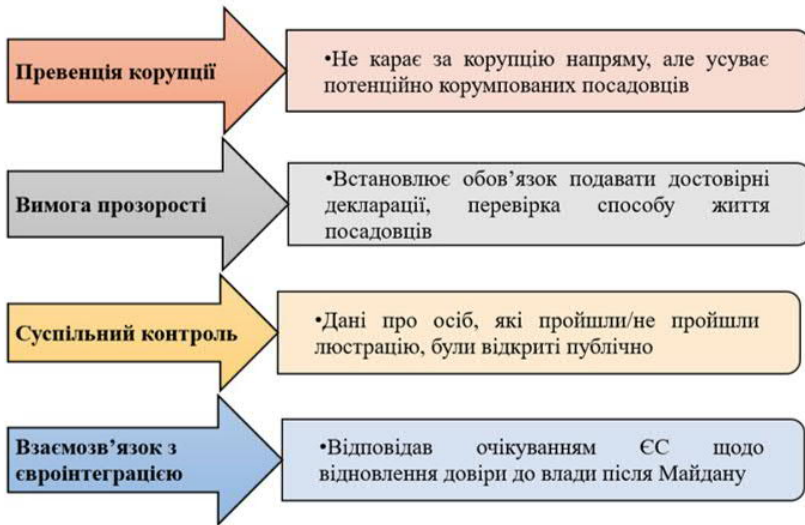 Превенція корупції
•Не карає за корупцію напряму, але усуває
потенційно корумпованих посадовців
Вимога прозорості
•Встановлює обов’язок подавати достовірні
декларації, перевірка способу життя
посадовців
Суспільний контроль
•Дані про осіб, які пройшли/не пройшли
люстрацію, були відкриті публічно
Взаємозв’язок з
євроінтеграцією
•Відповідав очікуванням ЄС щодо
відновлення довіри до влади після Майдану